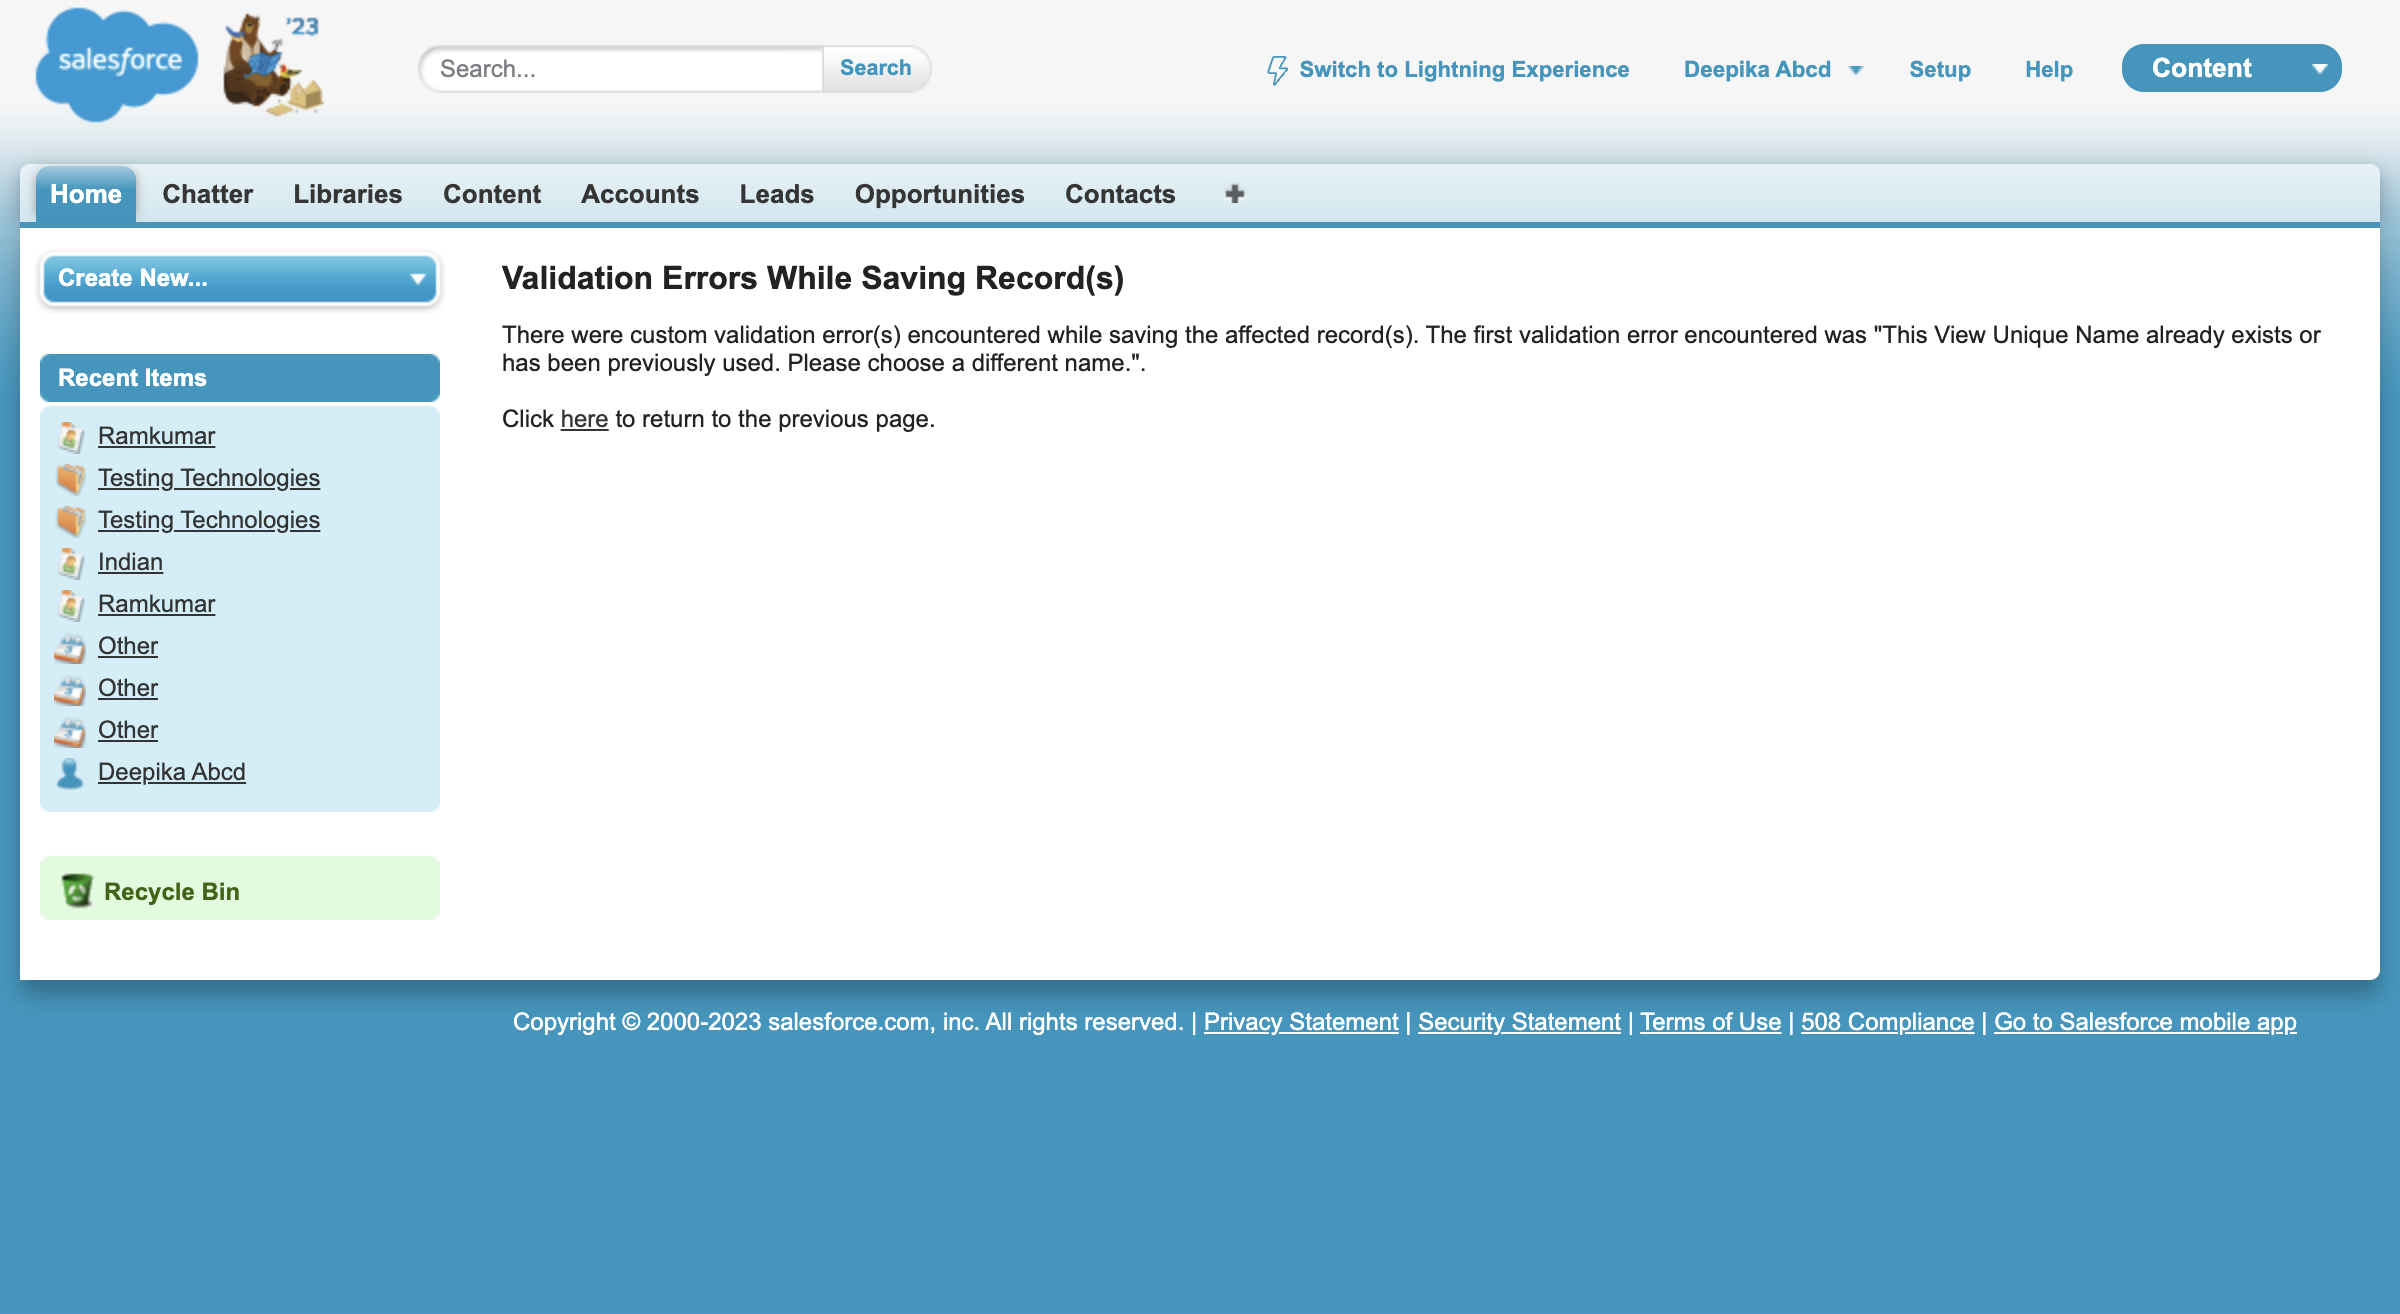 salesforce
'23
Search...
Search
Switch to Lightning Experience
Deepika Abcd
Setup
Help
Content
Home
Chatter
Libraries
Content
Accounts
Leads
Opportunities
Contacts
Create New...
Recent Items
Ramkumar
Testing Technologies
Testing Technologies
Indian
Ramkumar
Other
Other
Other
Deepika Abcd
Recycle Bin
Validation Errors While Saving Record(s)
There were custom validation error(s) encountered while saving the affected record(s). The first validation error encountered was "This View Unique Name already exists or
has been previously used. Please choose a different name.".
Click here to return to the previous page.
Copyright © 2000-2023 salesforce.com, inc. All rights reserved. | Privacy Statement | Security Statement | Terms of Use | 508 Compliance | Go to Salesforce mobile app